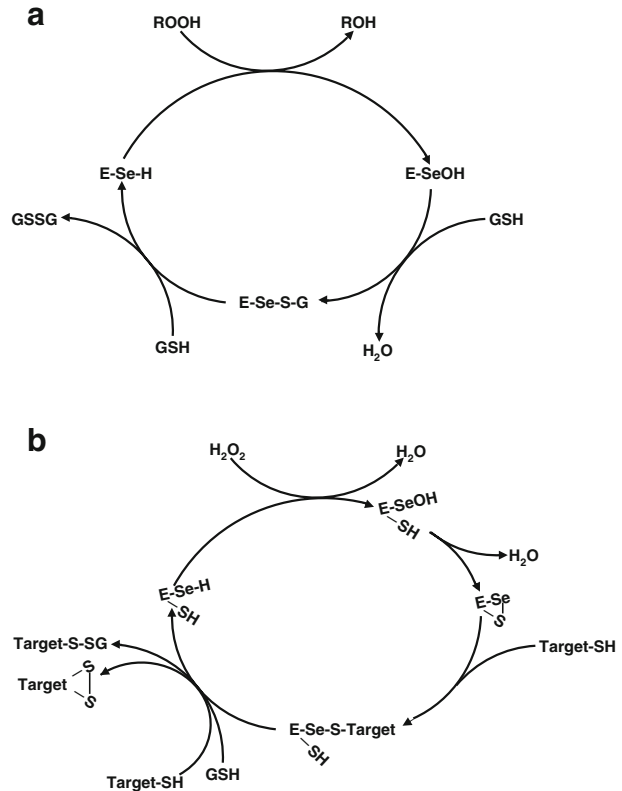 a
ROOH
ROH
E-Se-H
E-SeOH
GSSG
GSH
E-Se-S-G
GSH
H₂O
b
H₂O₂
H₂O
E-SeOH
SH
H₂O
E-Se-H
SH
E-Se
S
Target-S-SG
Target-SH
S
Target
S
E-Se-S-Target
SH
Target-SH
GSH